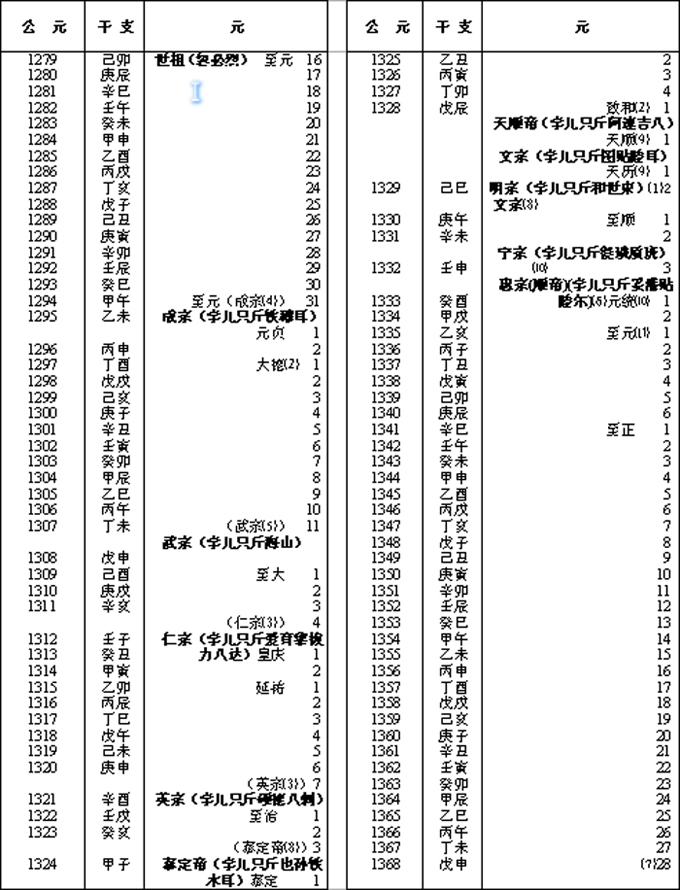 公 元 干支 元
1279 己卯 世祖(忽必烈) 至元 16
1280 庚辰 17
1281 辛巳 18
1282 壬午 19
1283 癸未 20
1284 甲申 21
1285 乙酉 22
1286 丙戌 23
1287 丁亥 24
1288 戊子 25
1289 己丑 26
1290 庚寅 27
1291 辛卯 28
1292 壬辰 29
1293 癸巳 30
1294 甲午 至元(成宗{4}) 31
1295 乙未 成宗(孛儿只斤铁穆耳)
元贞 1
1296 丙申 2
1297 丁酉 大德{2} 1
1298 戊戌 2
1299 己亥 3
1300 庚子 4
1301 辛丑 5
1302 壬寅 6
1303 癸卯 7
1304 甲辰 8
1305 乙巳 9
1306 丙午 10
1307 丁未 (武宗{5}) 11
武宗(孛儿只斤海山)
1308 戊申
1309 己酉 至大 1
1310 庚戌 2
1311 辛亥 3
(仁宗{3}) 4
1312 壬子 仁宗(孛儿只斤爱育黎拔
1313 癸丑 力八达) 皇庆 1
1314 甲寅 2
1315 乙卯 延祐 1
1316 丙辰 2
1317 丁巳 3
1318 戊午 4
1319 己未 5
1320 庚申 6
(英宗{3}) 7
1321 辛酉 英宗(孛儿只斤硕德八剌)
1322 壬戌 至治 1
1323 癸亥 2
(泰定帝{8}) 3
1324 甲子 泰定帝(孛儿只斤也孙铁
木耳) 泰定 1
公 元 干支 元
1325 乙丑 2
1326 丙寅 3
1327 丁卯 4
1328 戊辰 致和{2} 1
天顺帝(孛儿只斤阿速吉八)
天顺{9} 1
文宗(孛儿只斤图贴睦耳)
天历{9} 1
1329 己巳 明宗(孛儿只斤和世㻋){1}2
文宗{8}
1330 庚午 至顺 1
1331 辛未 2
宁宗(孛儿只斤懿璘质班)
1332 壬申 {10} 3
惠宗(顺帝)(孛儿只斤妥懽贴
1333 癸酉 睦尔){6}元统{10} 1
1334 甲戌 2
1335 乙亥 至元{11} 1
1336 丙子 2
1337 丁丑 3
1338 戊寅 4
1339 己卯 5
1340 庚辰 6
1341 辛巳 至正 1
1342 壬午 2
1343 癸未 3
1344 甲申 4
1345 乙酉 5
1346 丙戌 6
1347 丁亥 7
1348 戊子 8
1349 己丑 9
1350 庚寅 10
1351 辛卯 11
1352 壬辰 12
1353 癸巳 13
1354 甲午 14
1355 乙未 15
1356 丙申 16
1357 丁酉 17
1358 戊戌 18
1359 己亥 19
1360 庚子 20
1361 辛丑 21
1362 壬寅 22
1363 癸卯 23
1364 甲辰 24
1365 乙巳 25
1366 丙午 26
1367 丁未 27
1368 戊申 {7}28